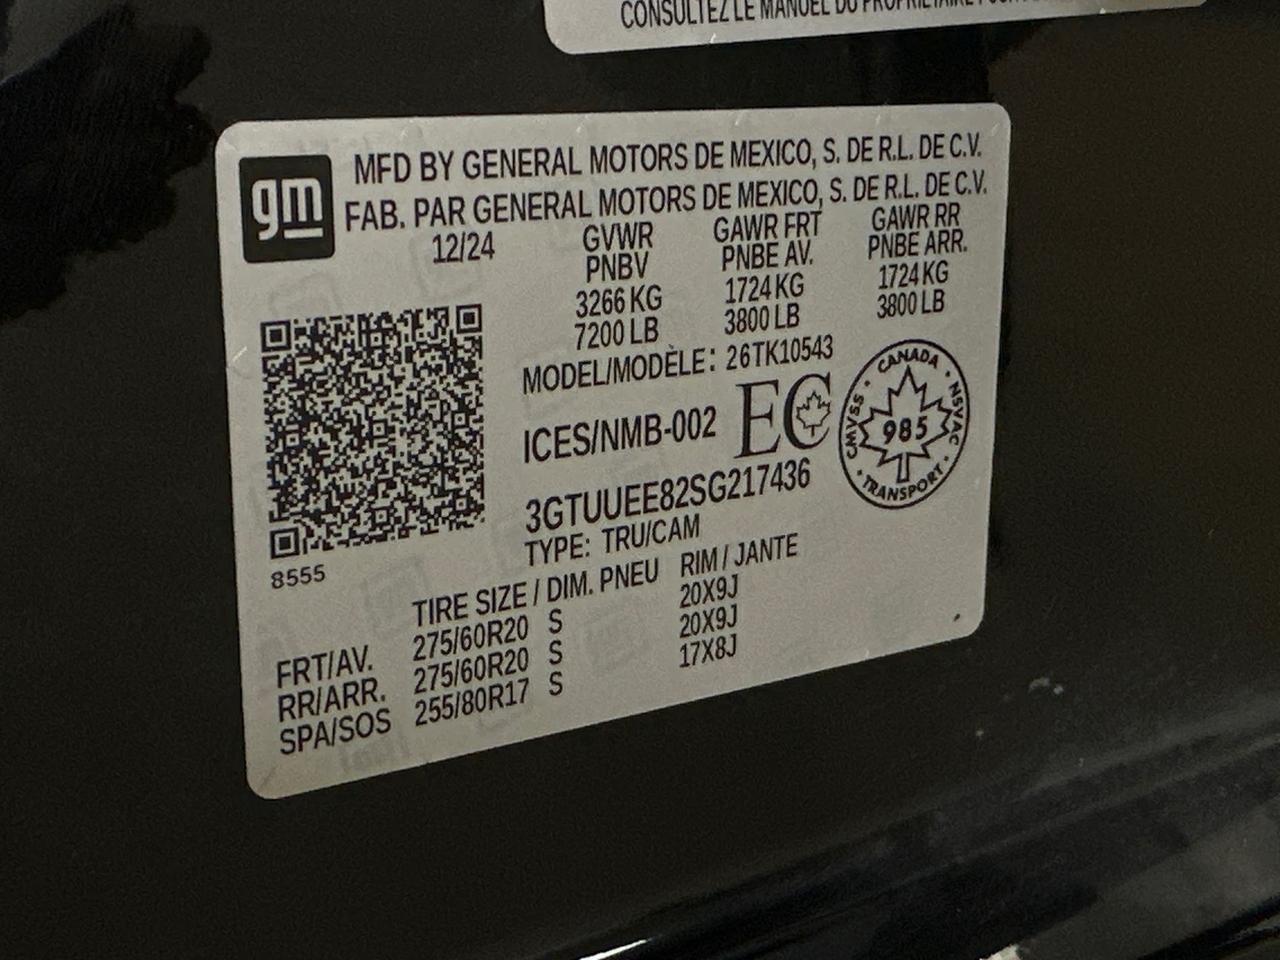 CONSULTEZ LE MANUEL DU PROPRIÉTAIRE
gm
MFD BY GENERAL MOTORS DE MEXICO, S. DE R.L. DE C.V.
FAB. PAR GENERAL MOTORS DE MEXICO, S. DE R.L. DE C.V.
12/24 GVWR GAWR FRT GAWR RR
PNBV PNBE AV. PNBE ARR.
3266 KG 1724 KG 1724 KG
7200 LB 3800 LB 3800 LB
MODEL/MODÈLE: 26TK10543
ICES/NMB-002 EC
CANADA
CMVSS 985 NSVAC
TRANSPORT
3GTUUEE82SG217436
TYPE: TRU/CAM
8555
TIRE SIZE / DIM. PNEU RIM / JANTE
FRT/AV. 275/60R20 S 20X9J
RR/ARR. 275/60R20 S 20X9J
SPA/SOS 255/80R17 S 17X8J